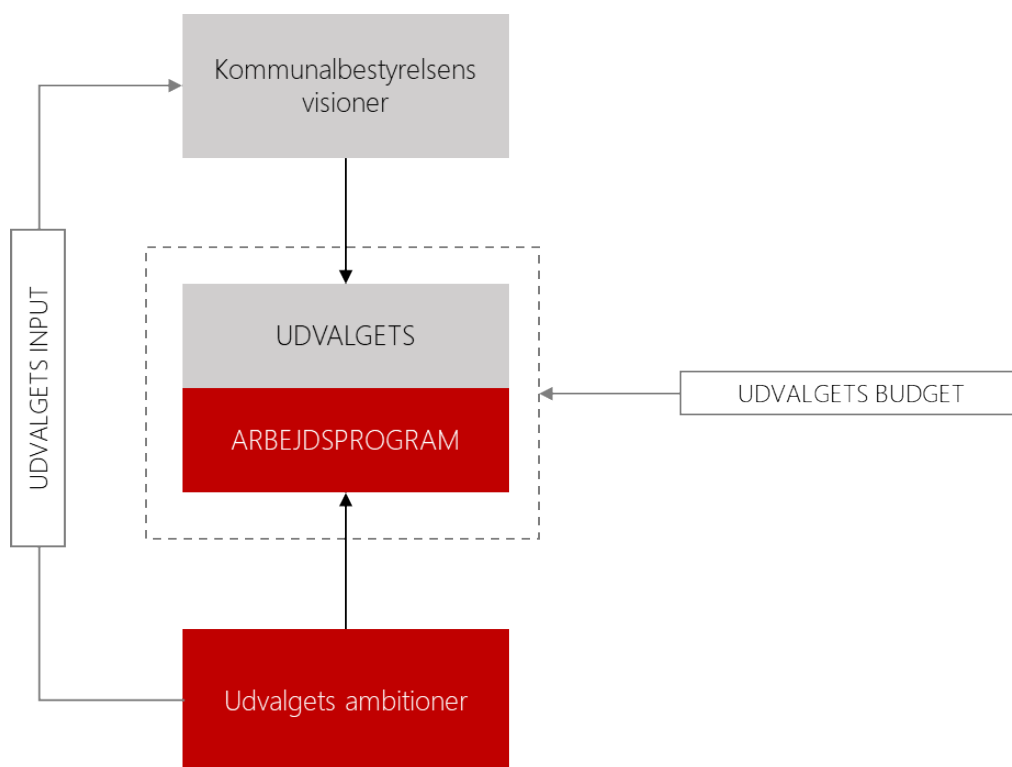 Kommunalbestyrelsens
visioner
UDVALGETS INPUT
UDVALGETS
ARBEJDSPROGRAM
UDVALGETS BUDGET
Udvalgets ambitioner